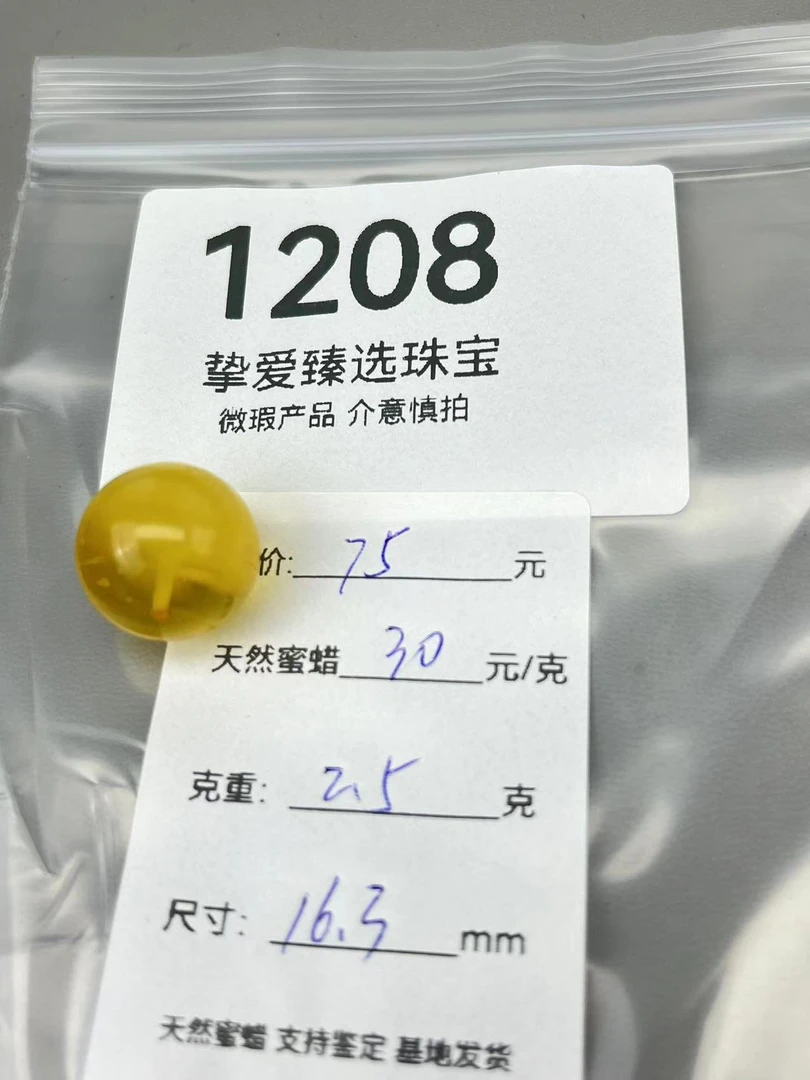 1208
挚爱臻选珠宝
微瑕产品 介意慎拍
价: 75 元
天然蜜蜡 30 元/克
克重: 2.5 克
尺寸: 16.3 mm
天然蜜蜡 支持鉴定 基地发货